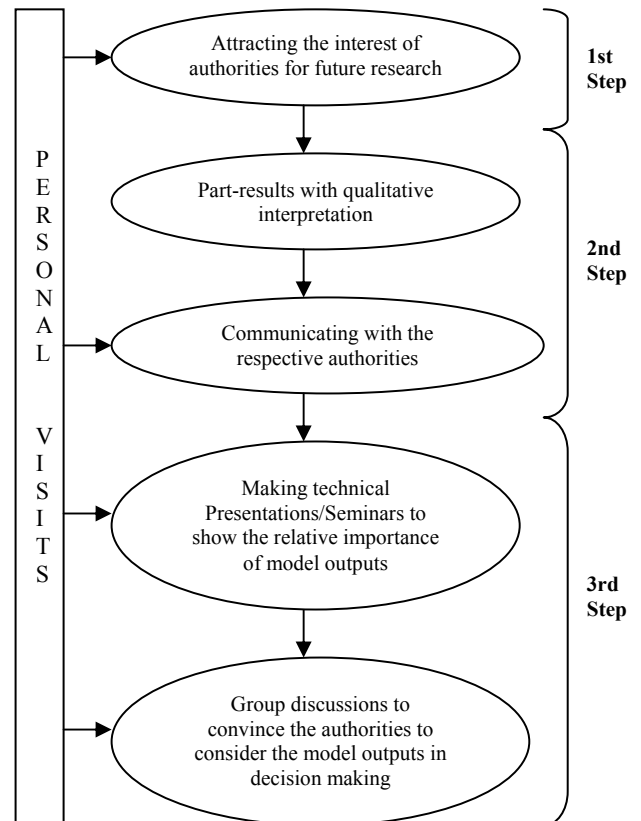 PERSONAL
VISITS
Attracting the interest of
authorities for future research
1st
Step
Part-results with qualitative
interpretation
2nd
Step
Communicating with the
respective authorities
Making technical
Presentations/Seminars to
show the relative importance
of model outputs
3rd
Step
Group discussions to
convince the authorities to
consider the model outputs in
decision making